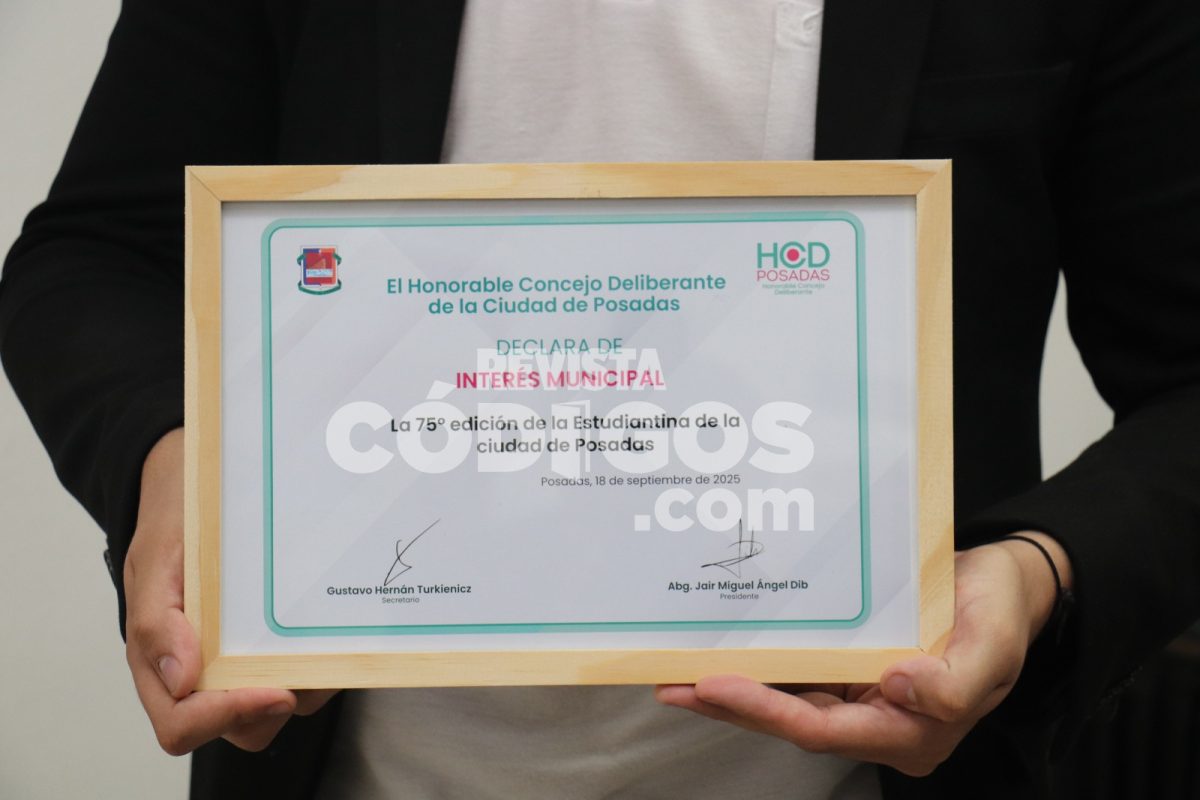 HCD
POSADAS
Honorable Concejo
Deliberante
El Honorable Concejo Deliberante
de la Ciudad de Posadas
DECLARA DE
INTERÉS MUNICIPAL
La 75º edición de la Estudiantina de la
ciudad de Posadas
Posadas, 18 de septiembre de 2025
Gustavo Hernán Turkienicz
Secretario
Abg. Jair Miguel Ángel Dib
Presidente
REVISTA
CÓDIGOS
.com